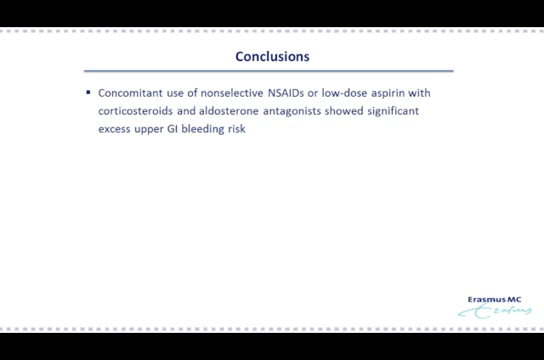 Conclusions
▪ Concomitant use of nonselective NSAIDs or low-dose aspirin with
corticosteroids and aldosterone antagonists showed significant
excess upper GI bleeding risk
Erasmus MC
Erasmus